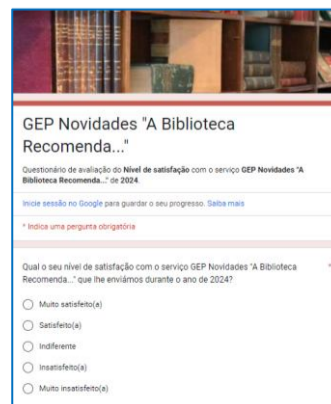 GEP Novidades "A Biblioteca
Recomenda..."
Questionário de avaliação do Nível de satisfação com o serviço GEP Novidades "A
Biblioteca Recomenda..." de 2024.
Inicie sessão no Google para guardar o seu progresso. Saiba mais
* Indica uma pergunta obrigatória
Qual o seu nível de satisfação com o serviço GEP Novidades "A Biblioteca *
Recomenda..." que lhe enviámos durante o ano de 2024?
Muito satisfeito(a)
Satisfeito(a)
Indiferente
Insatisfeito(a)
Muito insatisfeito(a)